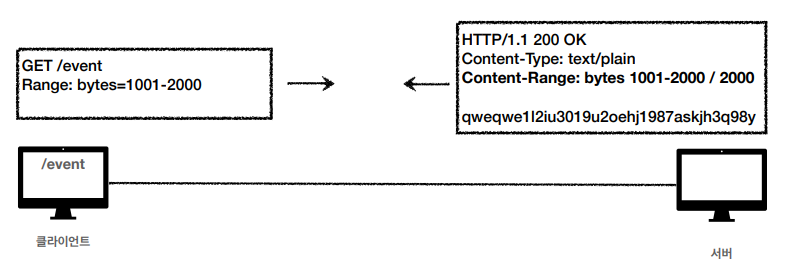 GET /event
Range: bytes=1001-2000
HTTP/1.1 200 OK
Content-Type: text/plain
Content-Range: bytes 1001-2000 / 2000
qweqwe1l2iu3019u2oehj1987askjh3q98y
/event
클라이언트
서버